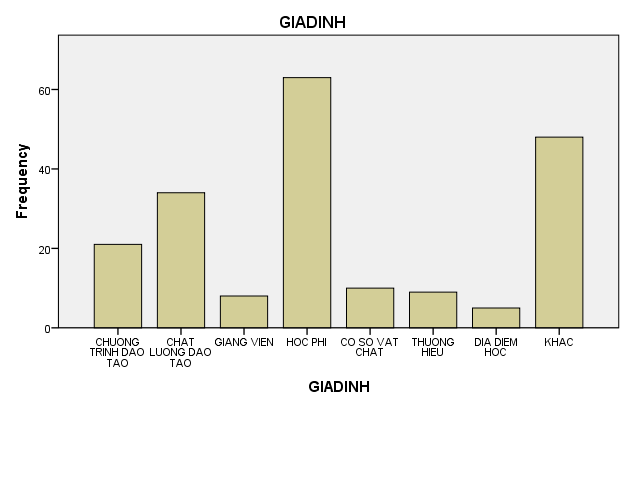 GIADINH
Frequency
60
40
20
0
CHUONG TRINH DAO TAO
CHAT LUONG DAO TAO
GIANG VIEN
HOC PHI
CO SO VAT CHAT
THUONG HIEU
DIA DIEM HOC
KHAC
GIADINH